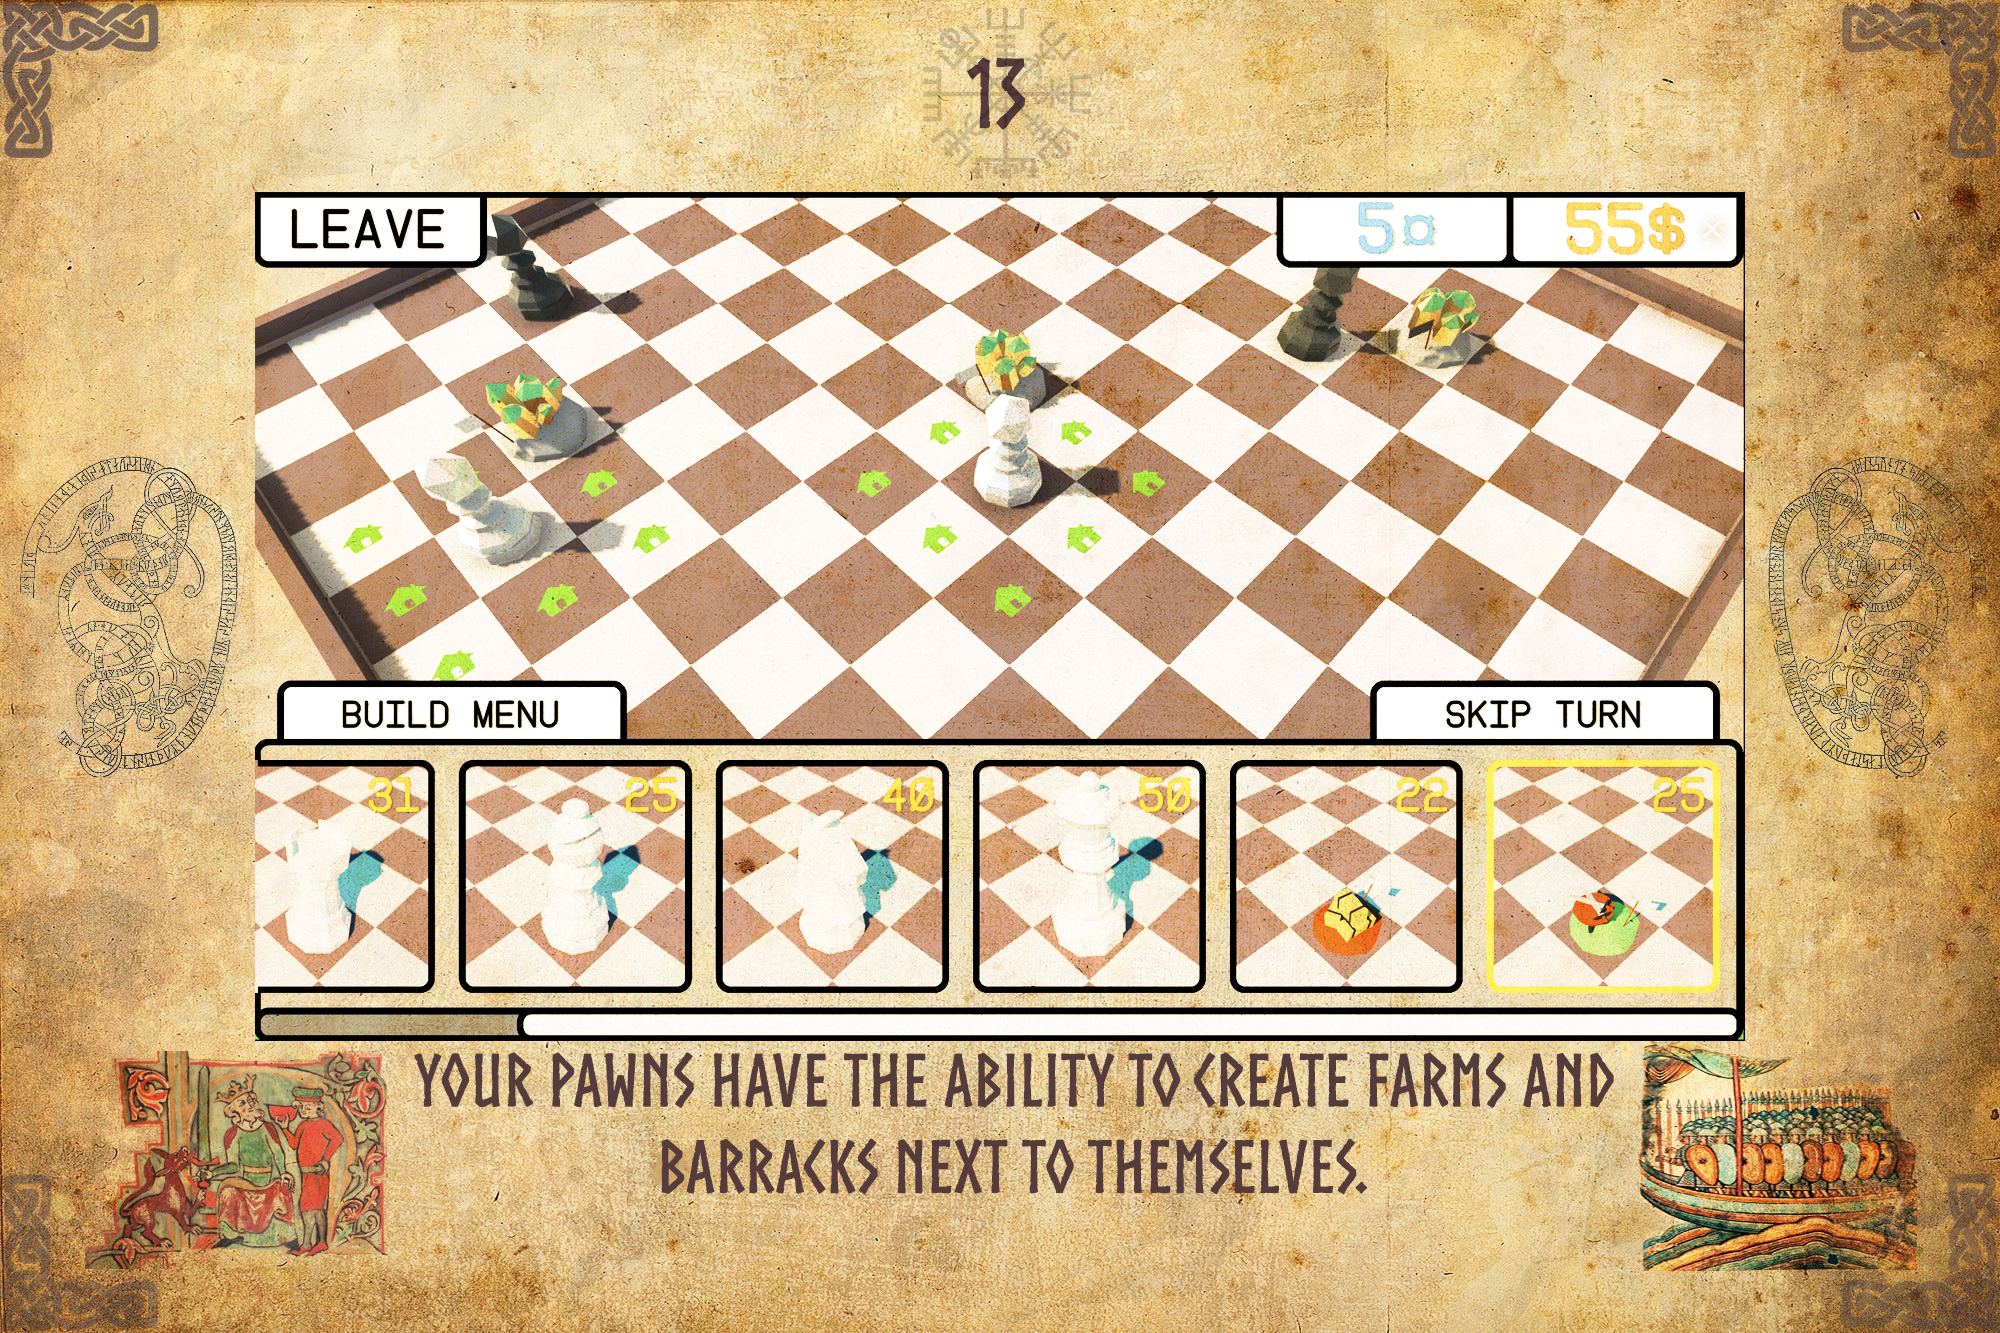 13
LEAVE
5¤
55$
BUILD MENU
SKIP TURN
31
25
40
50
22
25
YOUR PAWNS HAVE THE ABILITY TO CREATE FARMS AND
BARRACKS NEXT TO THEMSELVES.